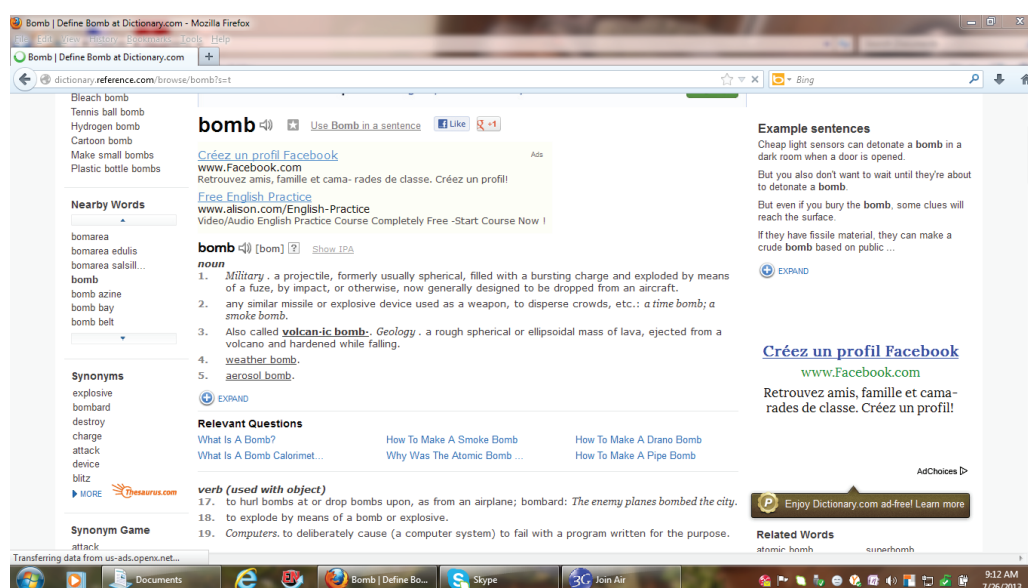 Bomb | Define Bomb at Dictionary.com - Mozilla Firefox
File Edit View History Bookmarks Tools Help
Bomb | Define Bomb at Dictionary.com +
dictionary.reference.com/browse/bomb?s=t
Bing
Bleach bomb
Tennis ball bomb
Hydrogen bomb
Cartoon bomb
Make small bombs
Plastic bottle bombs
Nearby Words
bomarea
bomarea edulis
bomarea salsill...
bomb
bomb azine
bomb bay
bomb belt
Synonyms
explosive
bombard
destroy
charge
attack
device
blitz
MORE Thesaurus.com
Synonym Game
attack
bomb Use Bomb in a sentence Like +1
Créez un profil Facebook Ads
www.Facebook.com
Retrouvez amis, famille et cama- rades de classe. Créez un profil!
Free English Practice
www.alison.com/English-Practice
Video/Audio English Practice Course Completely Free -Start Course Now !
bomb [bom] ? Show IPA
noun
1. Military . a projectile, formerly usually spherical, filled with a bursting charge and exploded by means
of a fuze, by impact, or otherwise, now generally designed to be dropped from an aircraft.
2. any similar missile or explosive device used as a weapon, to disperse crowds, etc.: a time bomb; a
smoke bomb.
3. Also called volcan·ic bomb·. Geology . a rough spherical or ellipsoidal mass of lava, ejected from a
volcano and hardened while falling.
4. weather bomb.
5. aerosol bomb.
EXPAND
Relevant Questions
What Is A Bomb? How To Make A Smoke Bomb How To Make A Drano Bomb
What Is A Bomb Calorimet... Why Was The Atomic Bomb ... How To Make A Pipe Bomb
verb (used with object)
17. to hurl bombs at or drop bombs upon, as from an airplane; bombard: The enemy planes bombed the city.
18. to explode by means of a bomb or explosive.
19. Computers. to deliberately cause (a computer system) to fail with a program written for the purpose.
Example sentences
Cheap light sensors can detonate a bomb in a
dark room when a door is opened.
But you also don't want to wait until they're about
to detonate a bomb.
But even if you bury the bomb, some clues will
reach the surface.
If they have fissile material, they can make a
crude bomb based on public ...
EXPAND
Créez un profil Facebook
www.Facebook.com
Retrouvez amis, famille et cama-
rades de classe. Créez un profil!
AdChoices
Enjoy Dictionary.com ad-free! Learn more
Related Words
atomic bomb superbomb
Transferring data from us-ads.openx.net...
Documents Bomb | Define Bo... Skype 3G Join Air
9:12 AM
7/26/2013